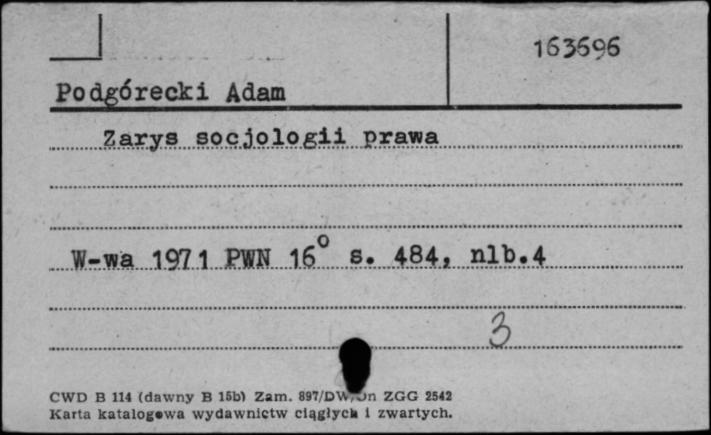 163696
Podgórecki Adam
Zarys socjologii prawa
W-wa 1971 PWN 16° s. 484, nlb.4
3
CWD B 114 (dawny B 15b) Zam. 897/DW/On ZGG 2542
Karta katalogowa wydawnictw ciągłych i zwartych.